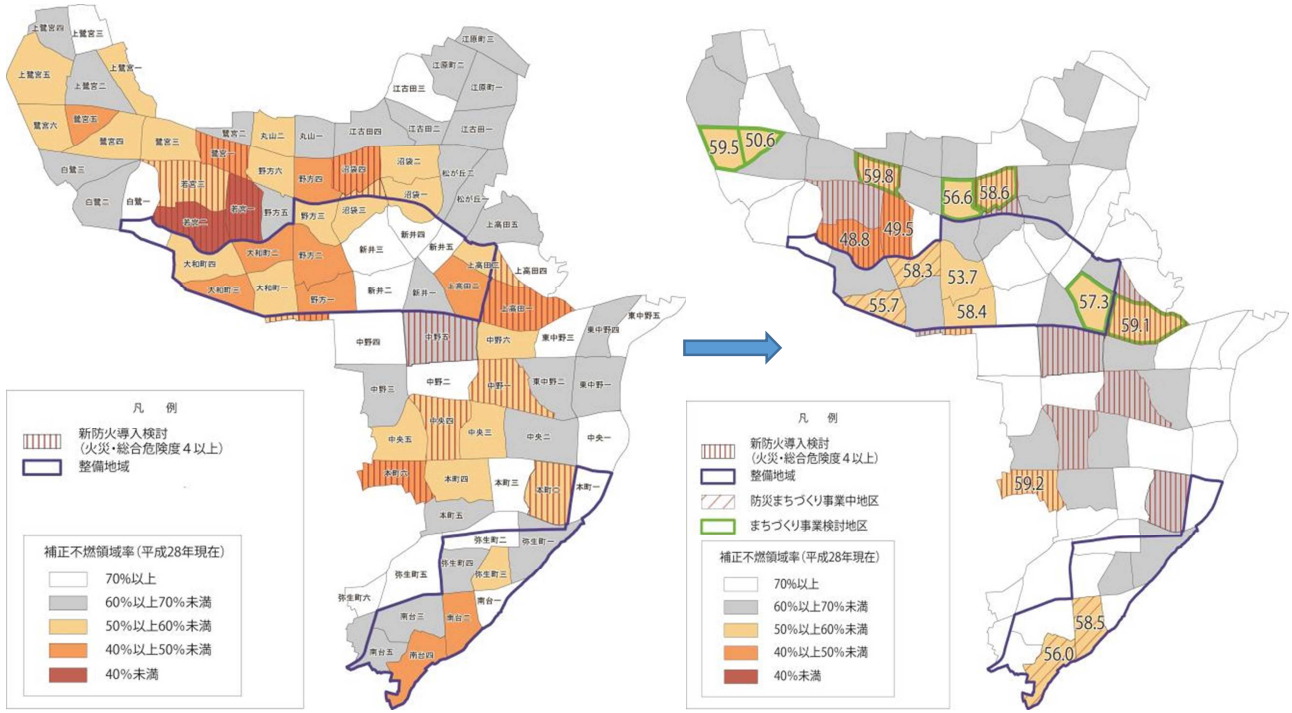 上鷺宮四
上鷺宮三
上鷺宮五
上鷺宮二
上鷺宮一
江原町三
江原町二
江原町一
江古田三
鷺宮六
鷺宮五
鷺宮四
鷺宮三
鷺宮二
鷺宮一
丸山二
丸山一
江古田四
江古田二
江古田一
白鷺三
白鷺二
白鷺一
若宮三
若宮二
若宮一
野方六
野方五
野方四
沼袋四
沼袋二
沼袋一
松が丘二
松が丘一
野方三
沼袋三
新井三
新井四
新井五
上高田五
大和町四
大和町二
野方二
上高田三
上高田四
大和町三
大和町一
野方一
新井二
新井一
上高田二
上高田一
中野四
中野五
中野六
東中野三
東中野四
東中野五
中野三
中野二
中野一
東中野二
東中野一
中央五
中央四
中央三
中央二
中央一
本町六
本町四
本町三
本町二
本町一
本町五
弥生町二
弥生町一
弥生町五
弥生町四
弥生町三
弥生町六
南台一
南台三
南台二
南台五
南台四
凡 例
新防火導入検討
(火災・総合危険度4以上)
整備地域
補正不燃領域率(平成28年現在)
70%以上
60%以上70%未満
50%以上60%未満
40%以上50%未満
40%未満
59.5
50.6
59.8
56.6
58.6
48.8
49.5
58.3
53.7
55.7
58.4
57.3
59.1
59.2
58.5
56.0
凡 例
新防火導入検討
(火災・総合危険度4以上)
整備地域
防災まちづくり事業中地区
まちづくり事業検討地区
補正不燃領域率(平成28年現在)
70%以上
60%以上70%未満
50%以上60%未満
40%以上50%未満
40%未満